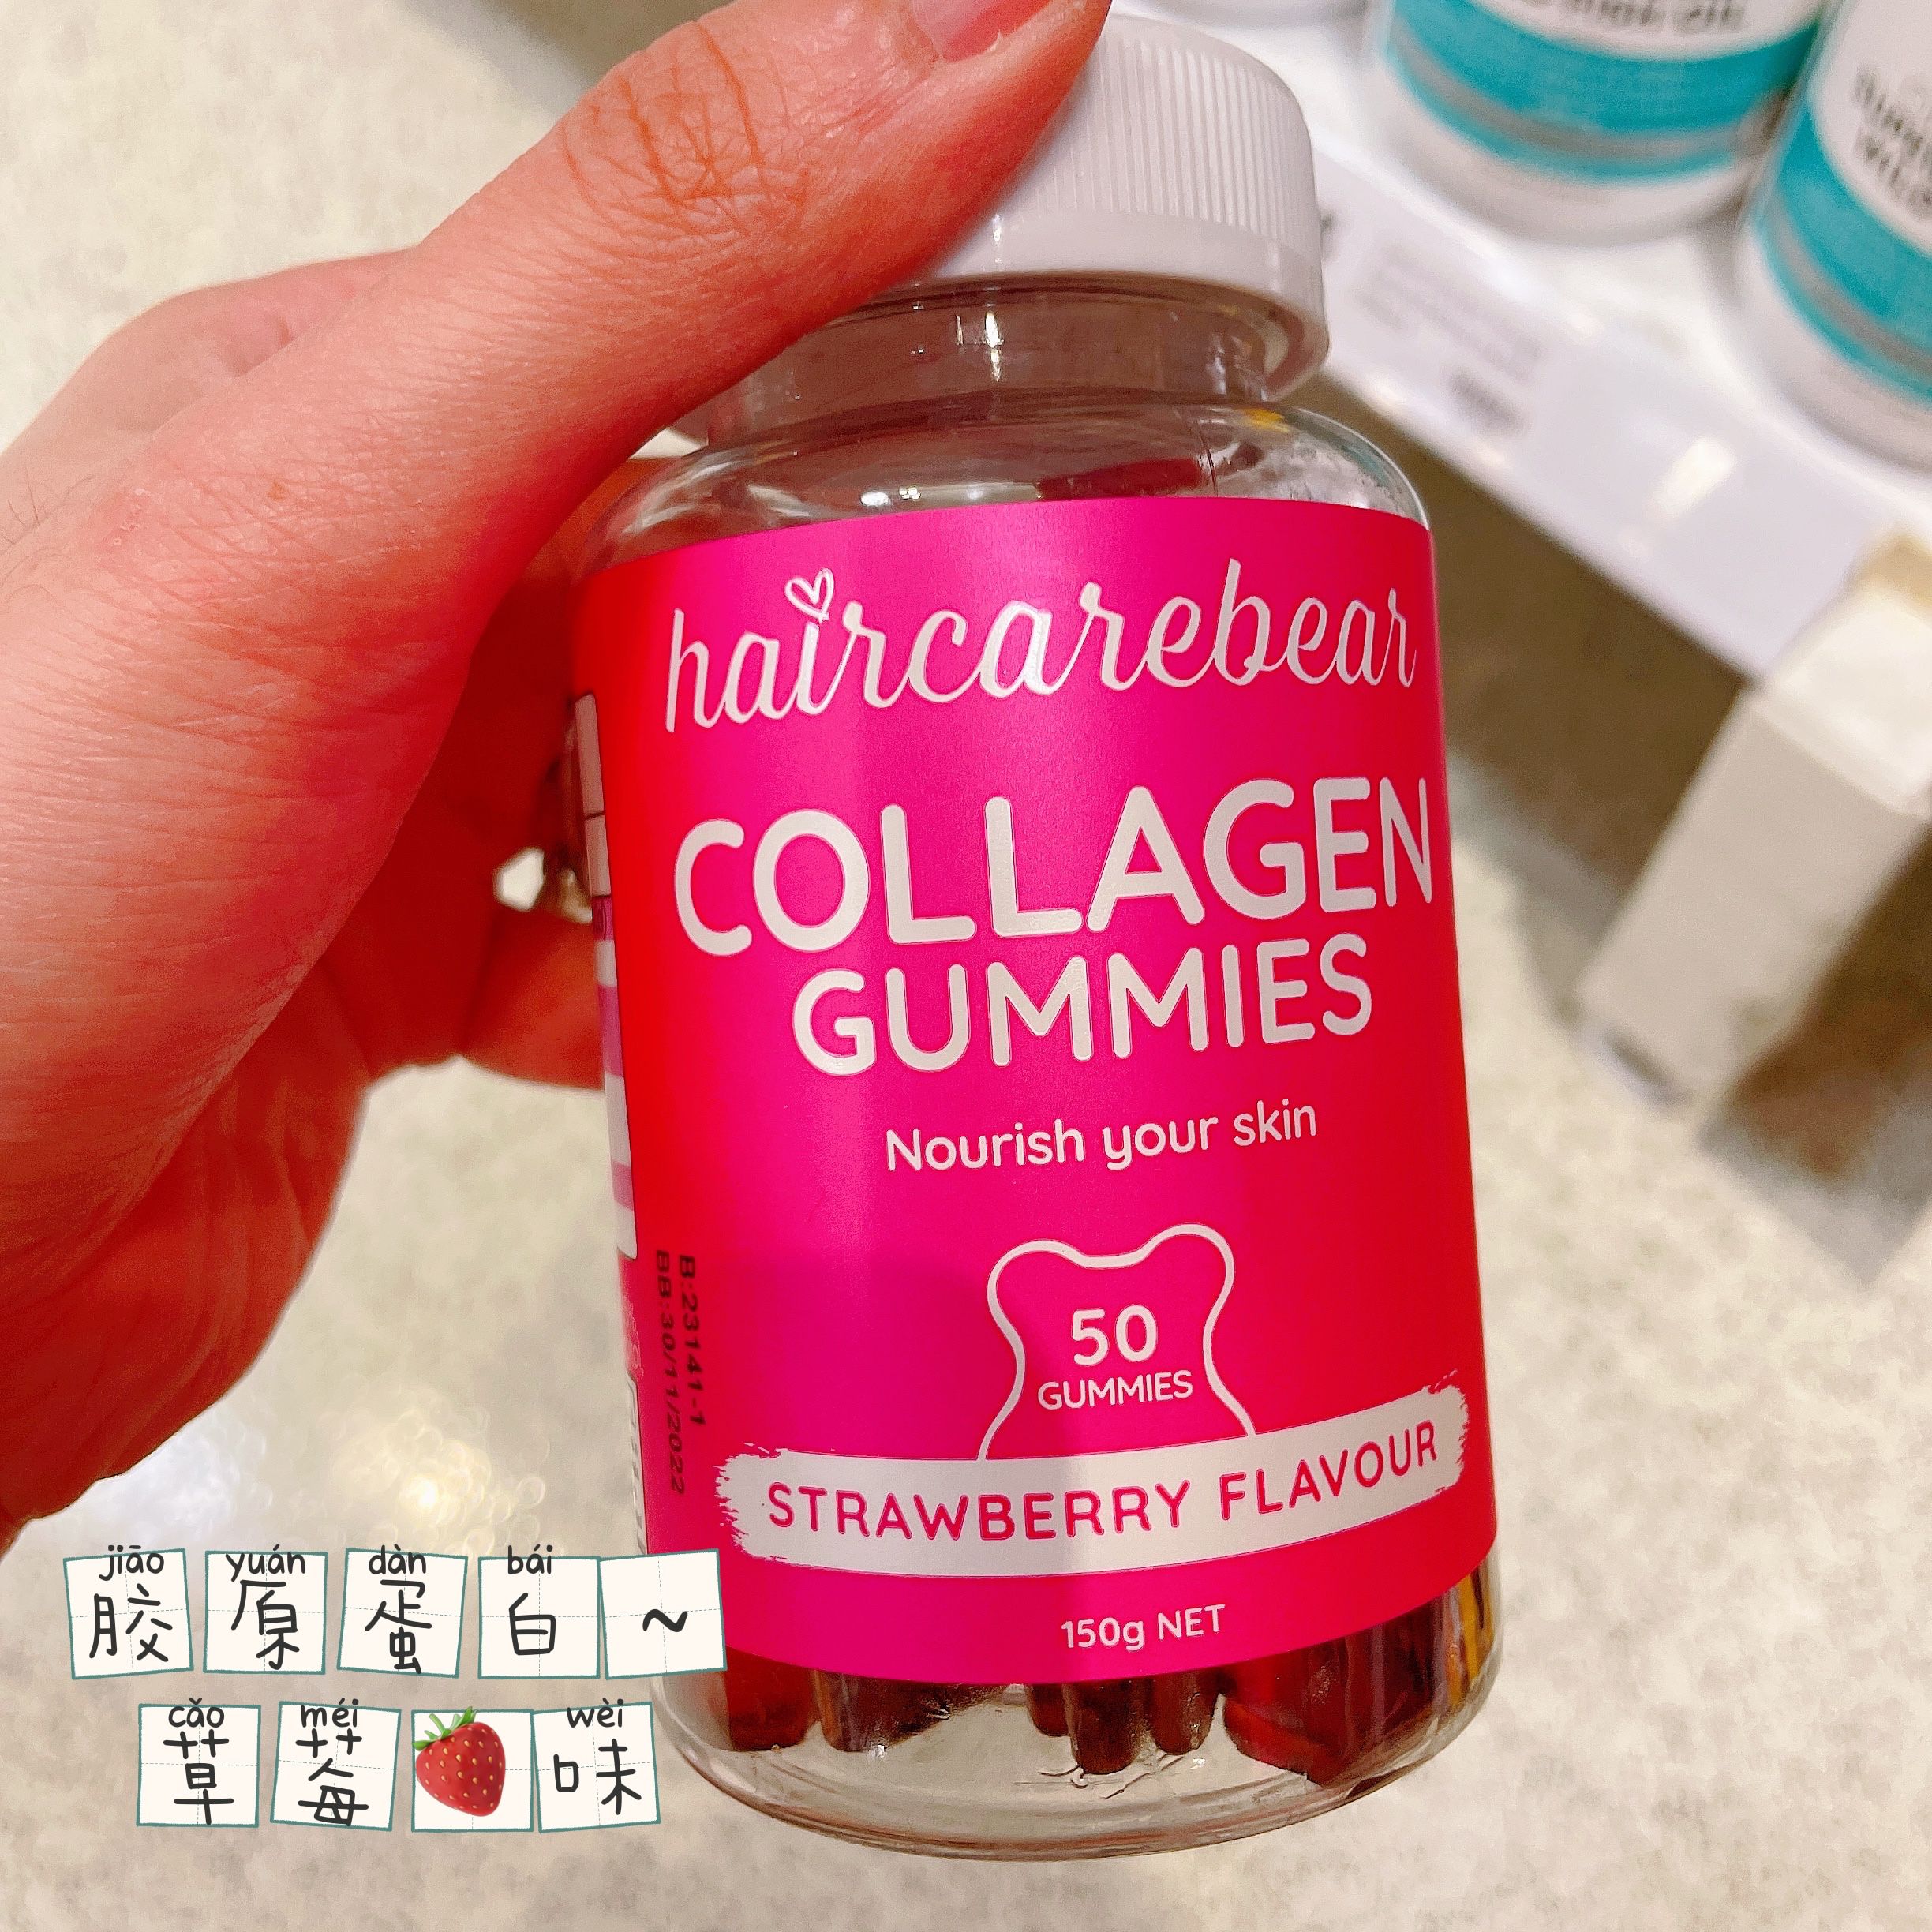 haircarebear
COLLAGEN
GUMMIES
Nourish your skin
50
GUMMIES
STRAWBERRY FLAVOUR
150g NET
B:23141-1
BB:30/11/2022
jiāo yuán dàn bái
胶原蛋白~
cǎo méi wèi
草莓🍓味